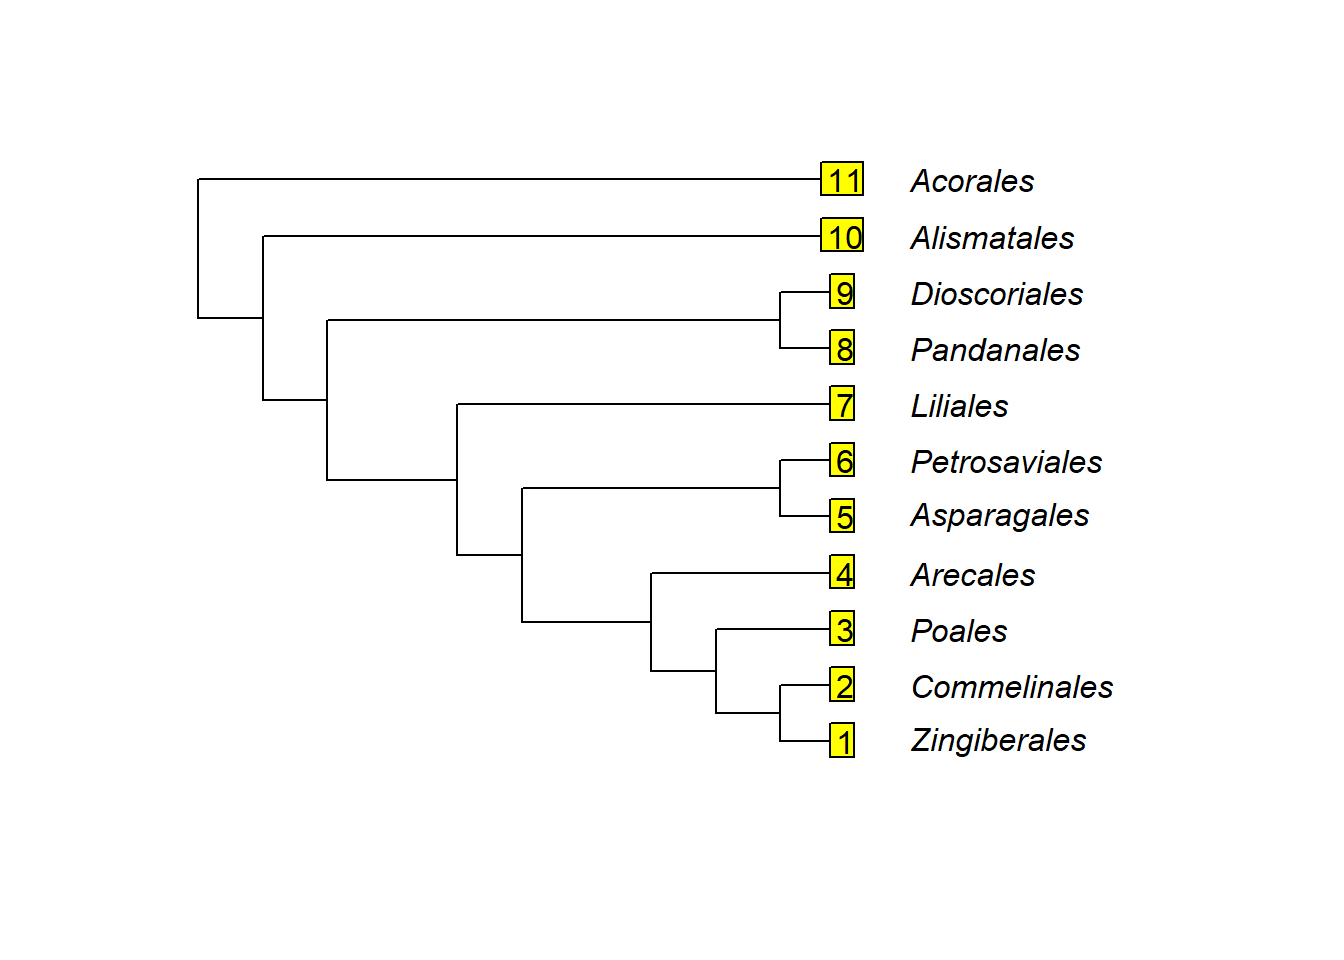 11 Acorales
10 Alismatales
9 Dioscoriales
8 Pandanales
7 Liliales
6 Petrosaviales
5 Asparagales
4 Arecales
3 Poales
2 Commelinales
1 Zingiberales